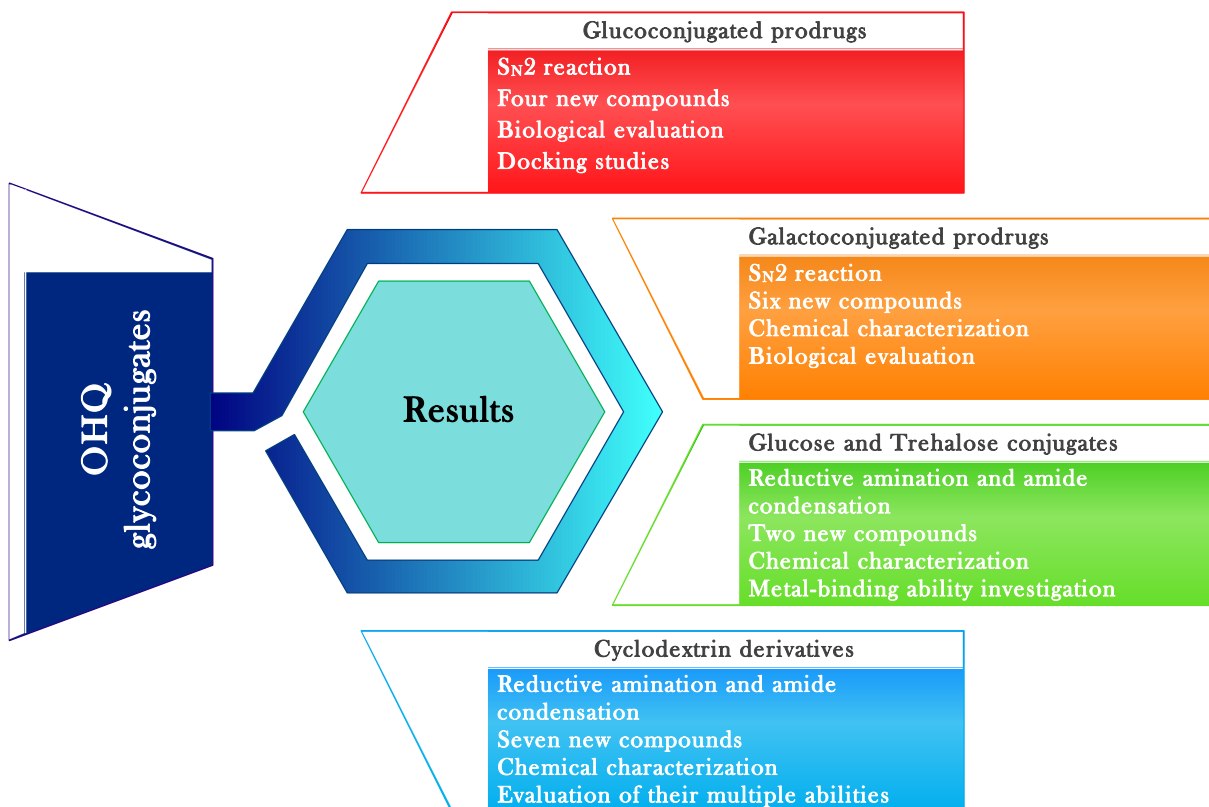 OHQ
glycoconjugates
Results
Glucoconjugated prodrugs
SN2 reaction
Four new compounds
Biological evaluation
Docking studies
Galactoconjugated prodrugs
SN2 reaction
Six new compounds
Chemical characterization
Biological evaluation
Glucose and Trehalose conjugates
Reductive amination and amide
condensation
Two new compounds
Chemical characterization
Metal-binding ability investigation
Cyclodextrin derivatives
Reductive amination and amide
condensation
Seven new compounds
Chemical characterization
Evaluation of their multiple abilities